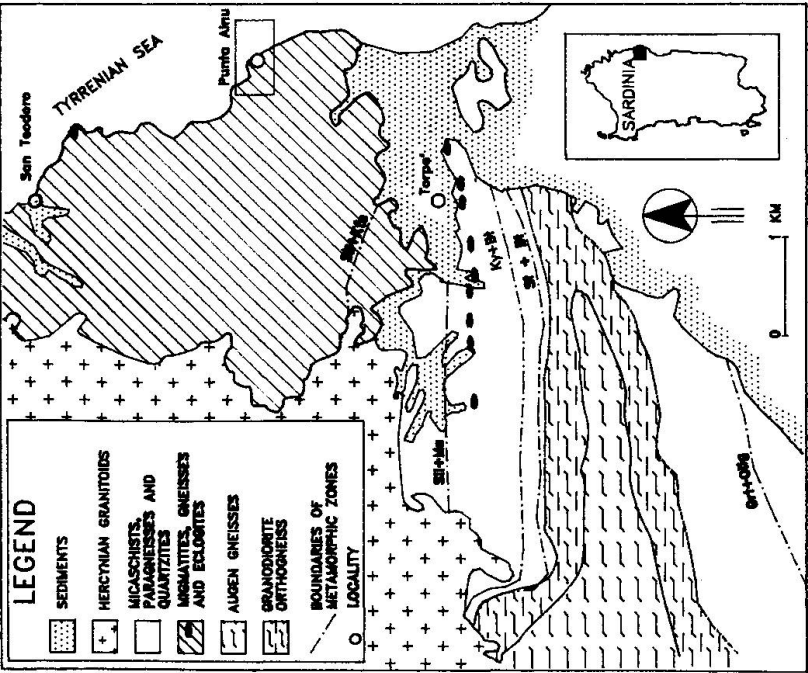 LEGEND
SEDIMENTS
HERCYNIAN GRANITOIDS
MICASCHISTS,
PARAGNEISSES AND
QUARTZITES
MIGMATITES, GNEISSES
AND ECLOGITES
AUGEN GNEISSES
GRANODIORITE
ORTHOGNEISS
BOUNDARIES OF
METAMORPHIC ZONES
LOCALITY
San Teodoro
TYRRENIAN SEA
Punta Ainu
Torpe'
Sil+Kfs
Sil+Ms
Ky+Bt
St + Bt
Grt+Olig
SARDINIA
0 1 KM